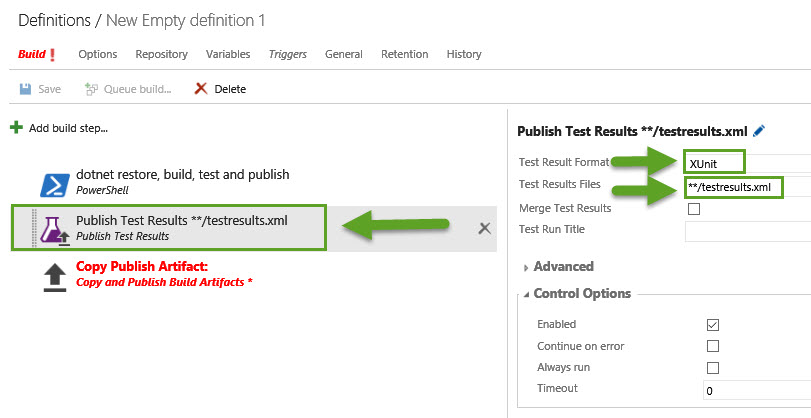 Definitions / New Empty definition 1
Build! Options Repository Variables Triggers General Retention History
Save Queue build... Delete
Add build step...
dotnet restore, build, test and publish
PowerShell
Publish Test Results **/testresults.xml
Publish Test Results
Copy Publish Artifact:
Copy and Publish Build Artifacts *
Publish Test Results **/testresults.xml
Test Result Format XUnit
Test Results Files **/testresults.xml
Merge Test Results
Test Run Title
Advanced
Control Options
Enabled
Continue on error
Always run
Timeout 0